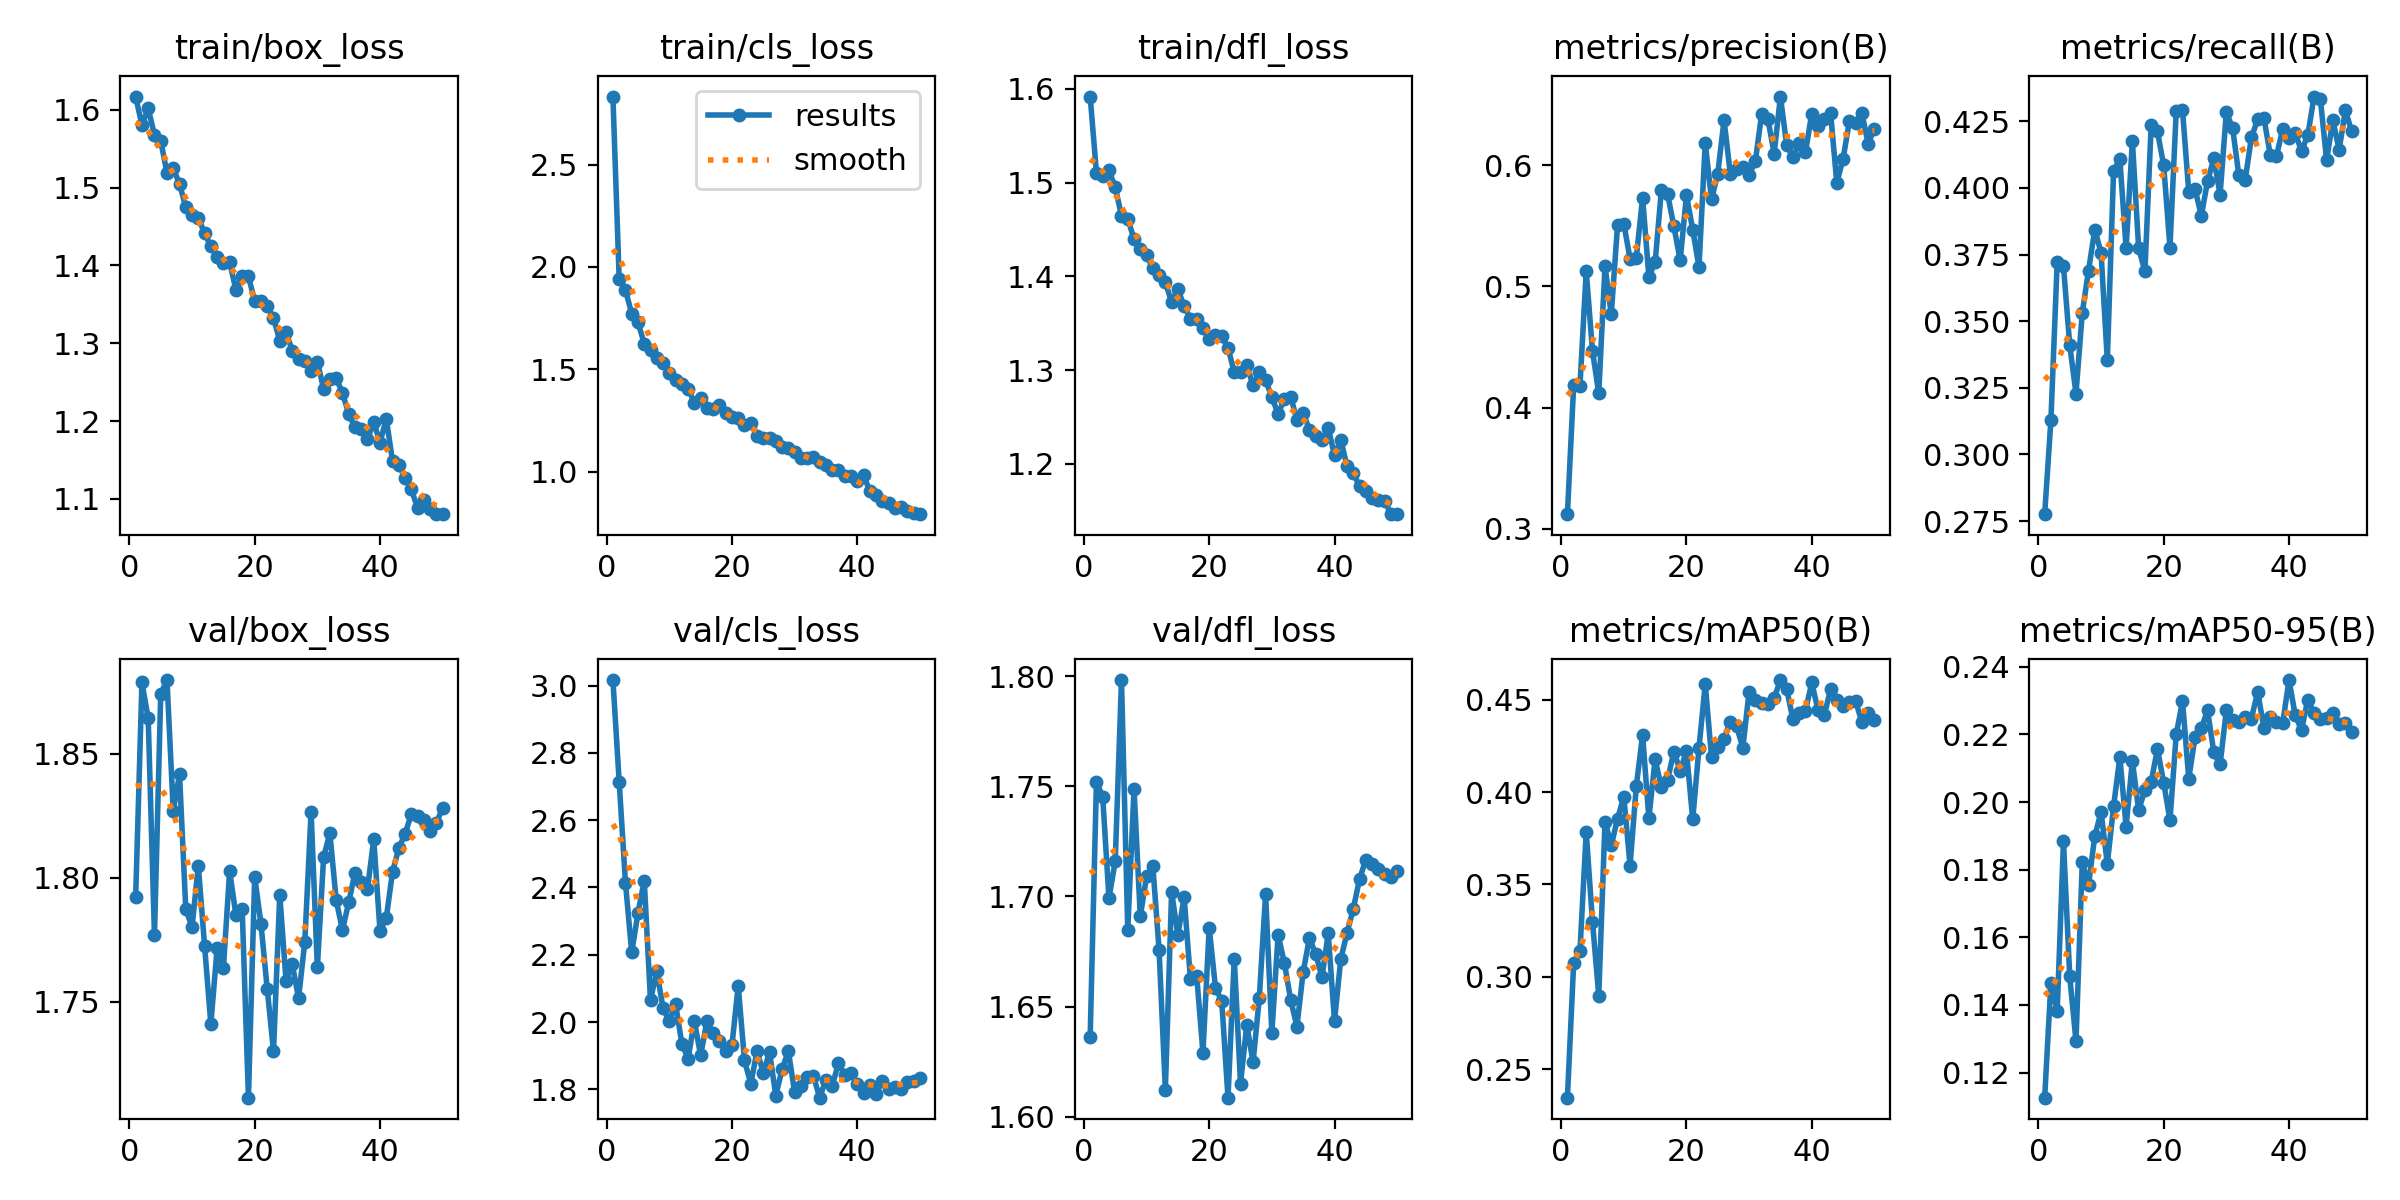 train/box_loss
1.6
1.5
1.4
1.3
1.2
1.1
0 20 40
train/cls_loss
results
smooth
2.5
2.0
1.5
1.0
0 20 40
train/dfl_loss
1.6
1.5
1.4
1.3
1.2
0 20 40
metrics/precision(B)
0.6
0.5
0.4
0.3
0 20 40
metrics/recall(B)
0.425
0.400
0.375
0.350
0.325
0.300
0.275
0 20 40
val/box_loss
1.85
1.80
1.75
0 20 40
val/cls_loss
3.0
2.8
2.6
2.4
2.2
2.0
1.8
0 20 40
val/dfl_loss
1.80
1.75
1.70
1.65
1.60
0 20 40
metrics/mAP50(B)
0.45
0.40
0.35
0.30
0.25
0 20 40
metrics/mAP50-95(B)
0.24
0.22
0.20
0.18
0.16
0.14
0.12
0 20 40